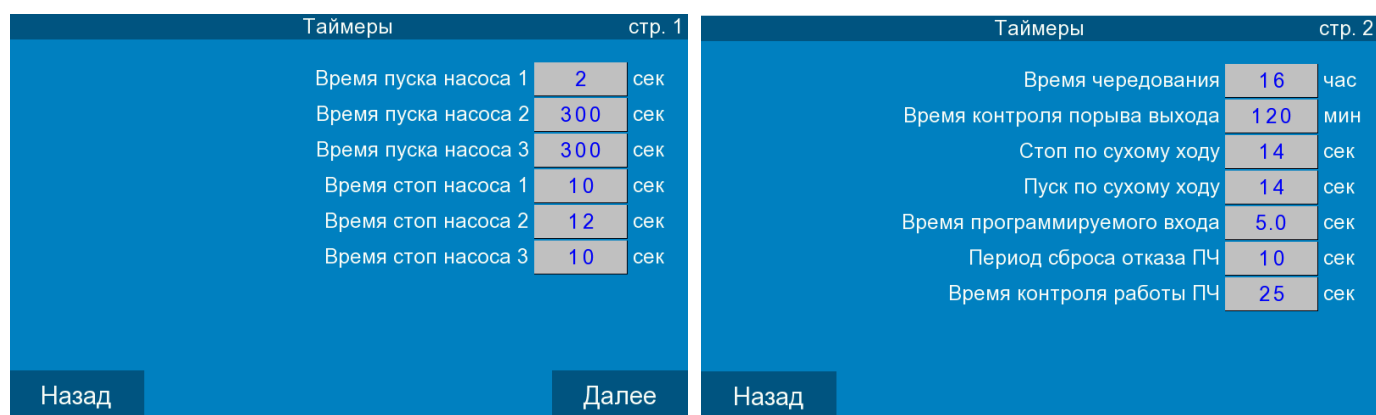 Таймеры стр. 1
Время пуска насоса 1 2 сек
Время пуска насоса 2 300 сек
Время пуска насоса 3 300 сек
Время стоп насоса 1 10 сек
Время стоп насоса 2 12 сек
Время стоп насоса 3 10 сек
Назад Далее
Таймеры стр. 2
Время чередования 16 час
Время контроля порыва выхода 120 мин
Стоп по сухому ходу 14 сек
Пуск по сухому ходу 14 сек
Время программируемого входа 5.0 сек
Период сброса отказа ПЧ 10 сек
Время контроля работы ПЧ 25 сек
Назад